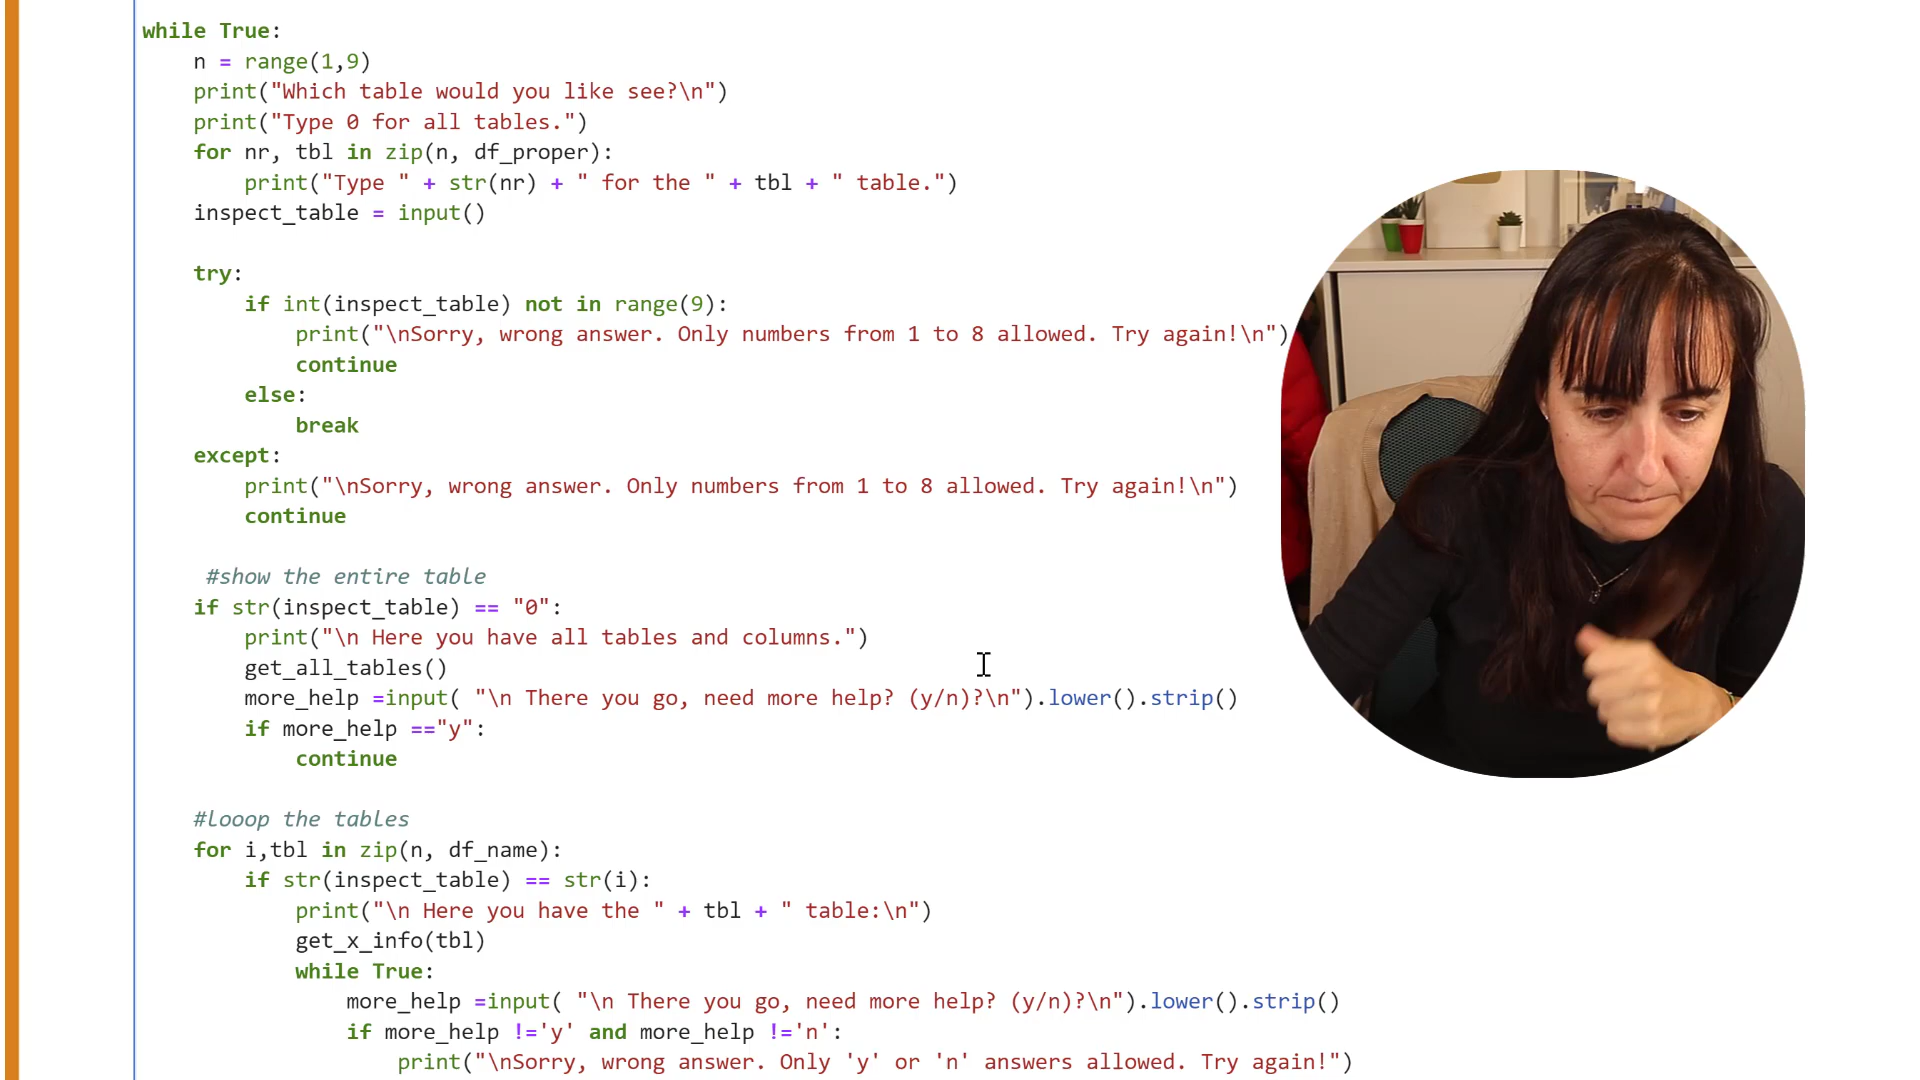 while True:
    n = range(1,9)
    print("Which table would you like see?\n")
    print("Type 0 for all tables.")
    for nr, tbl in zip(n, df_proper):
        print("Type " + str(nr) + " for the " + tbl + " table.")
    inspect_table = input()
    try:
        if int(inspect_table) not in range(9):
            print("\nSorry, wrong answer. Only numbers from 1 to 8 allowed. Try again!\n")
            continue
        else:
            break
    except:
        print("\nSorry, wrong answer. Only numbers from 1 to 8 allowed. Try again!\n")
        continue
     #show the entire table
    if str(inspect_table) == "0":
        print("\n Here you have all tables and columns.")
        get_all_tables()
        more_help =input( "\n There you go, need more help? (y/n)?\n").lower().strip()
        if more_help =="y":
            continue
    #looop the tables
    for i,tbl in zip(n, df_name):
        if str(inspect_table) == str(i):
            print("\n Here you have the " + tbl + " table:\n")
            get_x_info(tbl)
            while True:
                more_help =input( "\n There you go, need more help? (y/n)?\n").lower().strip()
                if more_help !='y' and more_help !='n':
                    print("\nSorry, wrong answer. Only 'y' or 'n' answers allowed. Try again!")